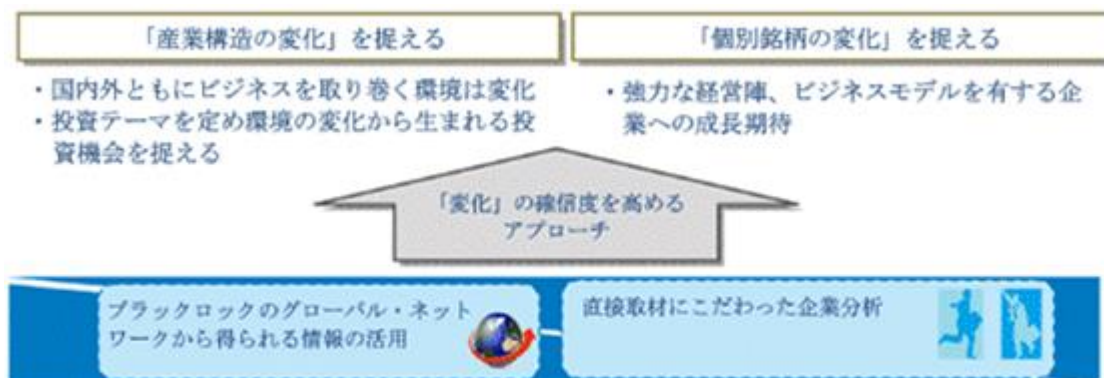 「産業構造の変化」を捉える
「個別銘柄の変化」を捉える
・国内外ともにビジネスを取り巻く環境は変化
・投資テーマを定め環境の変化から生まれる投
資機会を捉える
・強力な経営陣、ビジネスモデルを有する企
業への成長期待
「変化」の確信度を高める
アプローチ
ブラックロックのグローバル・ネット
ワークから得られる情報の活用
直接取材にこだわった企業分析